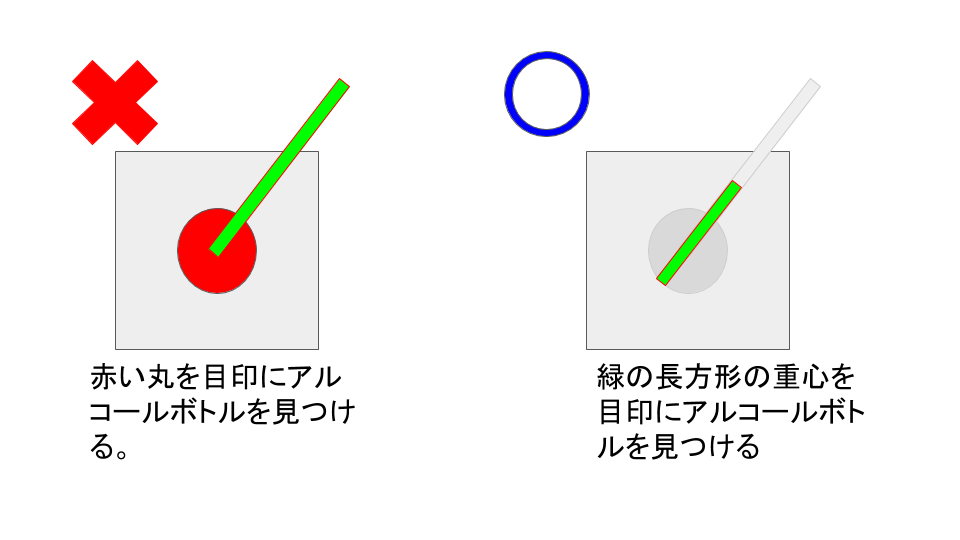 赤い丸を目印にアル
コールボトルを見つけ
る。
緑の長方形の重心を
目印にアルコールボト
ルを見つける